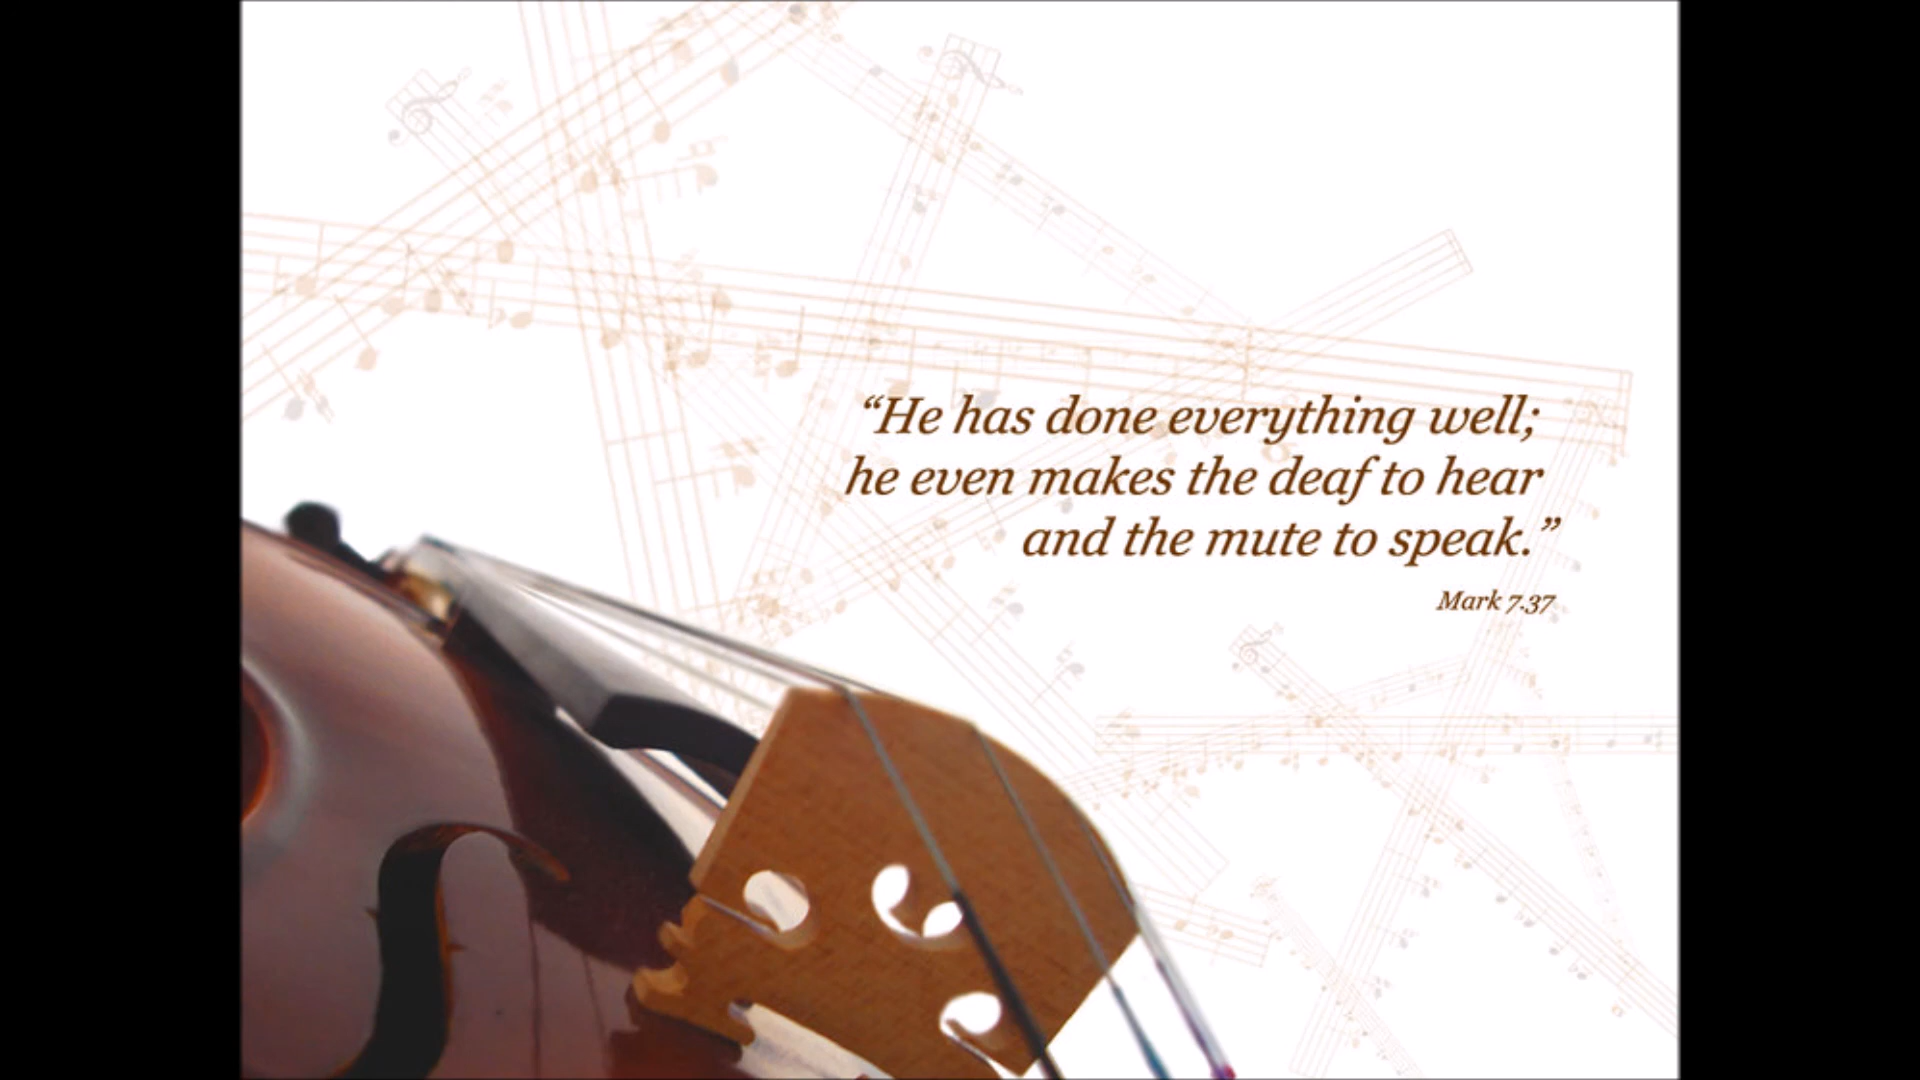 “He has done everything well;
he even makes the deaf to hear
and the mute to speak.”
Mark 7.37